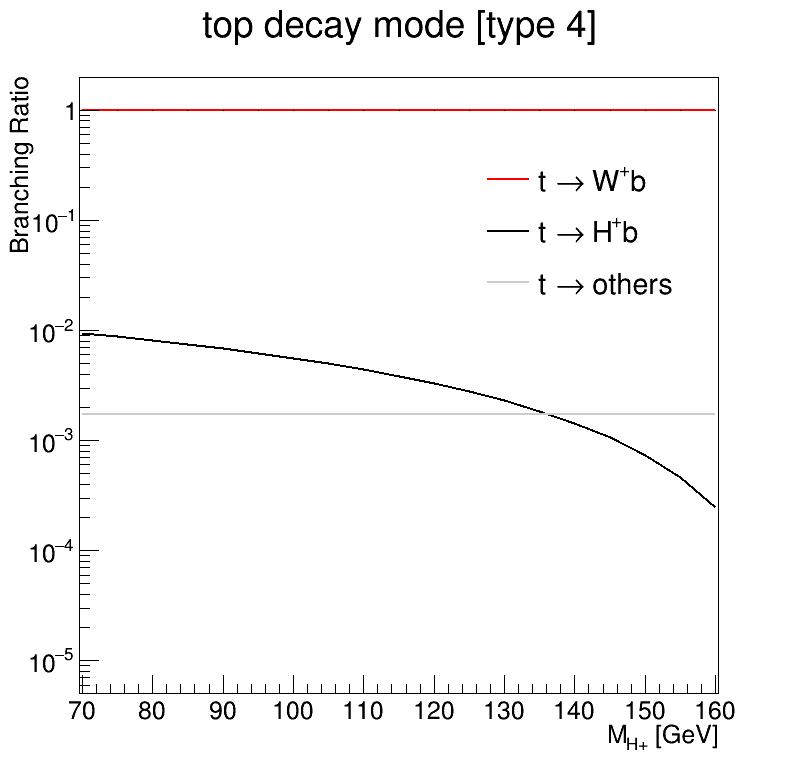 top decay mode [type 4]
Branching Ratio
1
10⁻¹
10⁻²
10⁻³
10⁻⁴
10⁻⁵
t → W⁺b
t → H⁺b
t → others
70 80 90 100 110 120 130 140 150 160
M_H+ [GeV]